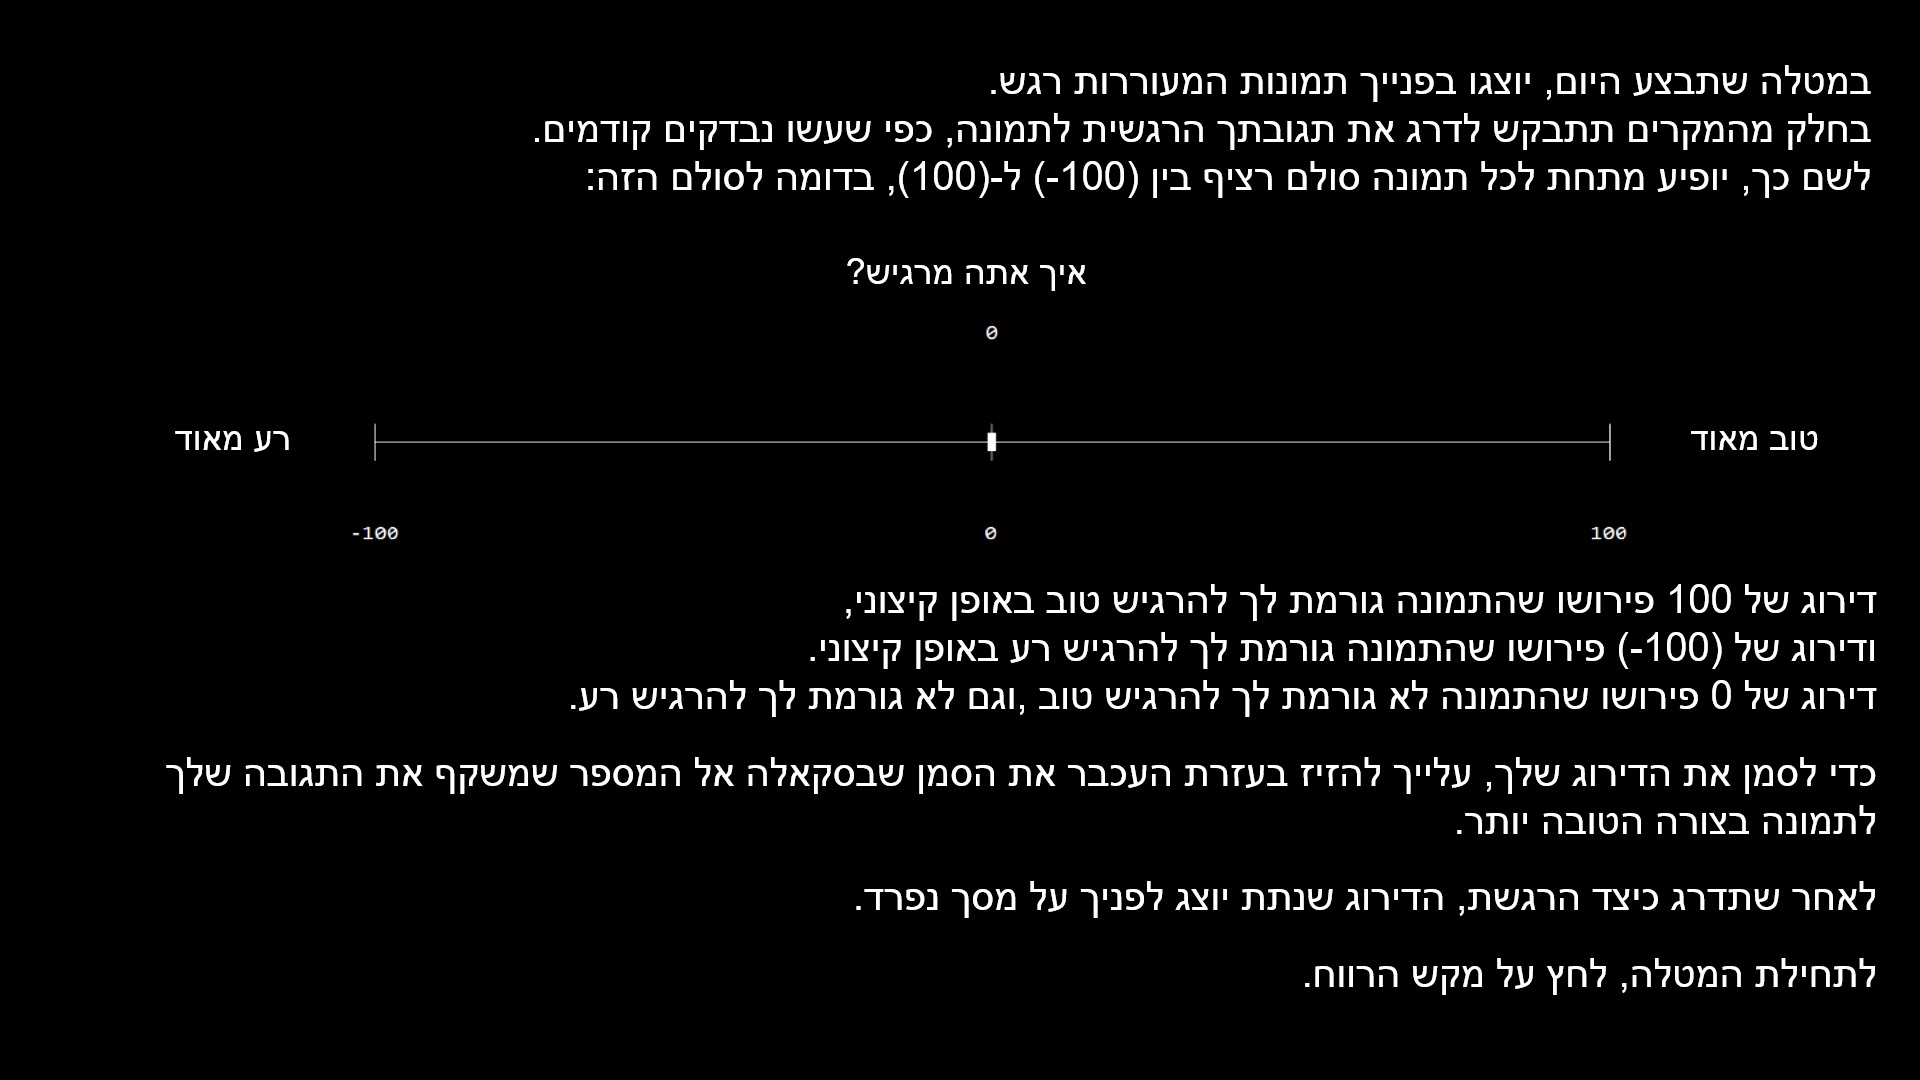 במטלה שתבצע היום, יוצגו בפנייך תמונות המעוררות רגש.
בחלק מהמקרים תתבקש לדרג את תגובתך הרגשית לתמונה, כפי שעשו נבדקים קודמים.
לשם כך, יופיע מתחת לכל תמונה סולם רציף בין (100-) ל-(100), בדומה לסולם הזה:
איך אתה מרגיש?
0
רע מאוד
טוב מאוד
-100 0 100
דירוג של 100 פירושו שהתמונה גורמת לך להרגיש טוב באופן קיצוני,
ודירוג של (100-) פירושו שהתמונה גורמת לך להרגיש רע באופן קיצוני.
דירוג של 0 פירושו שהתמונה לא גורמת לך להרגיש טוב ,וגם לא גורמת לך להרגיש רע.
כדי לסמן את הדירוג שלך, עלייך להזיז בעזרת העכבר את הסמן שבסקאלה אל המספר שמשקף את התגובה שלך
לתמונה בצורה הטובה יותר.
לאחר שתדרג כיצד הרגשת, הדירוג שנתת יוצג לפניך על מסך נפרד.
לתחילת המטלה, לחץ על מקש הרווח.